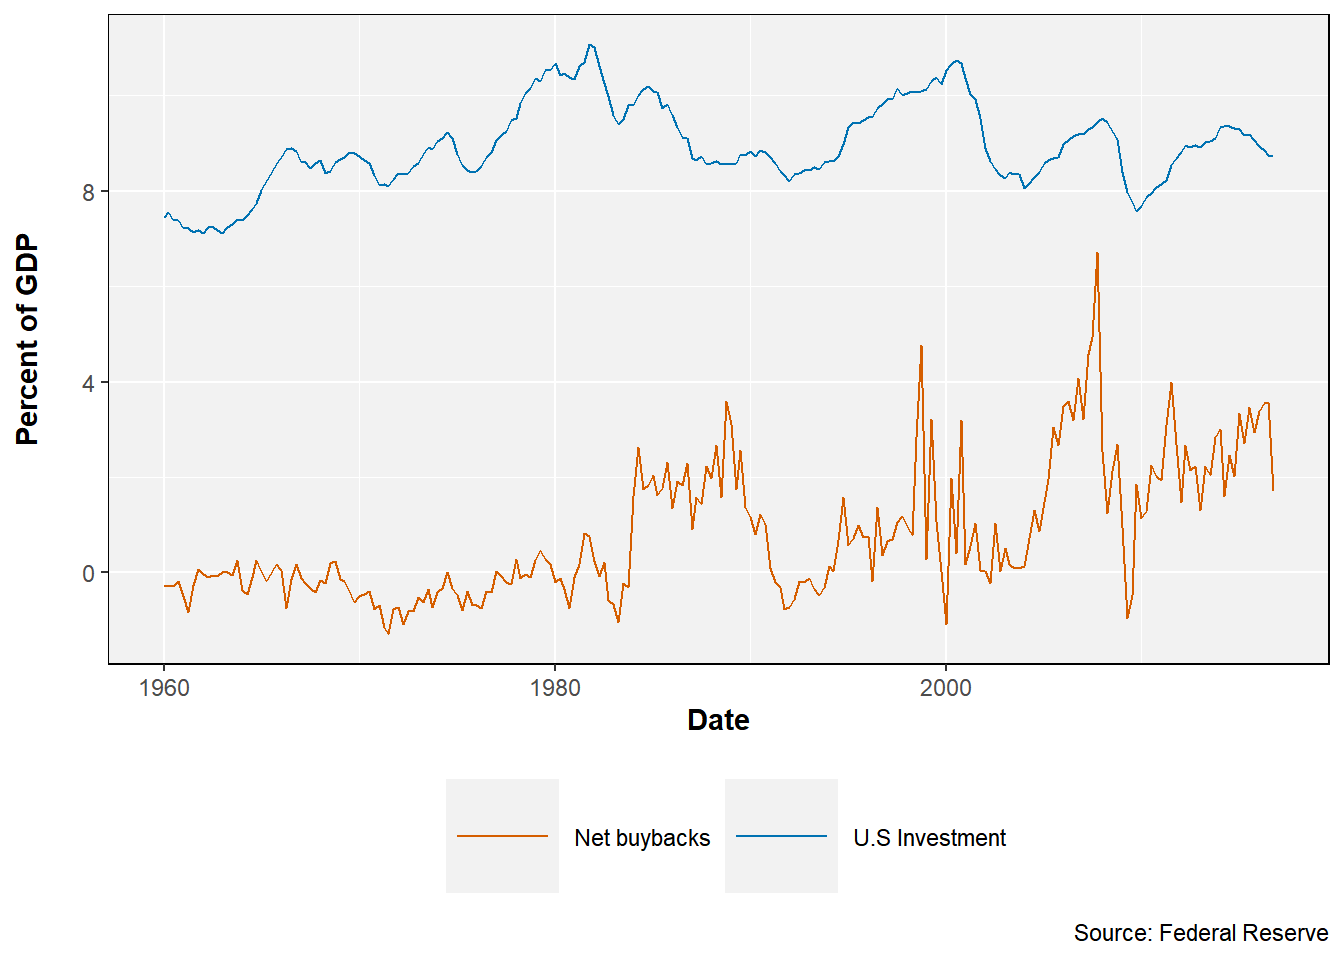 Percent of GDP
8
4
0
1960 1980 2000
Date
Net buybacks U.S Investment
Source: Federal Reserve